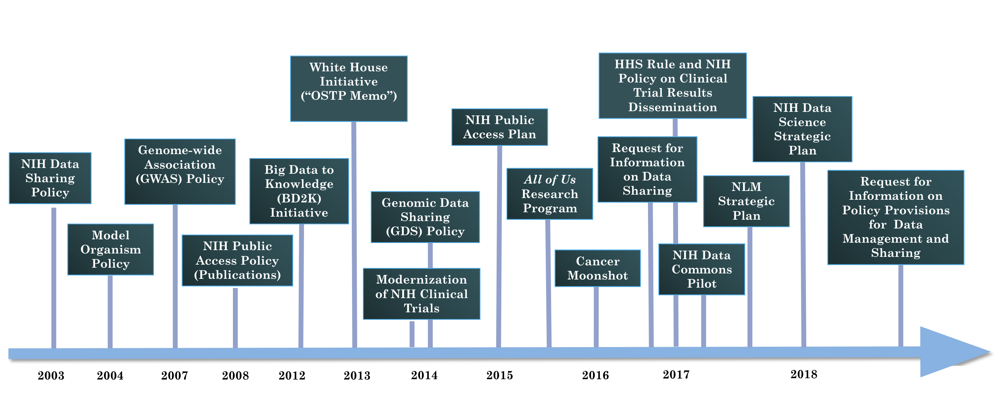 NIH Data
Sharing
Policy
Model
Organism
Policy
Genome-wide
Association
(GWAS) Policy
NIH Public
Access Policy
(Publications)
Big Data to
Knowledge
(BD2K)
Initiative
White House
Initiative
(“OSTP Memo”)
Genomic Data
Sharing
(GDS) Policy
Modernization
of NIH Clinical
Trials
NIH Public
Access Plan
All of Us
Research
Program
Cancer
Moonshot
HHS Rule and NIH
Policy on Clinical
Trial Results
Dissemination
Request for
Information
on Data
Sharing
NIH Data
Commons
Pilot
NLM
Strategic
Plan
NIH Data
Science
Strategic
Plan
Request for
Information on
Policy Provisions
for  Data
Management and
Sharing
2003
2004
2007
2008
2012
2013
2014
2015
2016
2017
2018